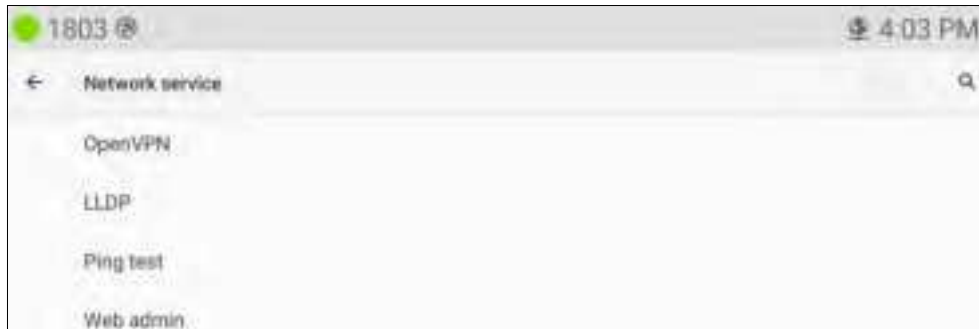 1803 4:03 PM
Network service
OpenVPN
LLDP
Ping test
Web admin